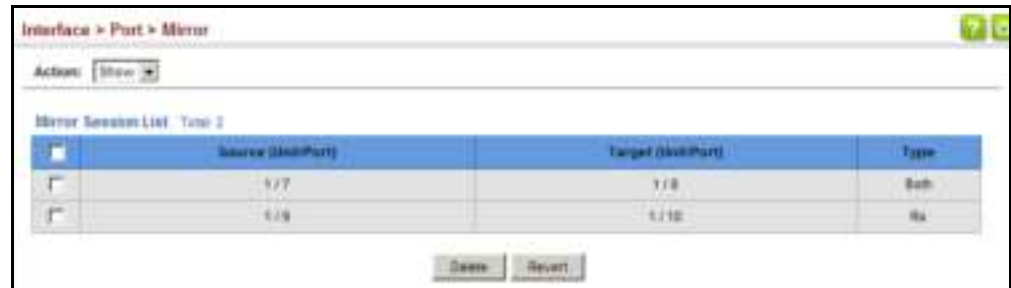 Interface > Port > Mirror
Action: Show
Mirror Session List Total: 2
Source (Unit/Port) Target (Unit/Port) Type
1 / 7 1 / 8 Both
1 / 9 1 / 10 Rx
Delete Revert